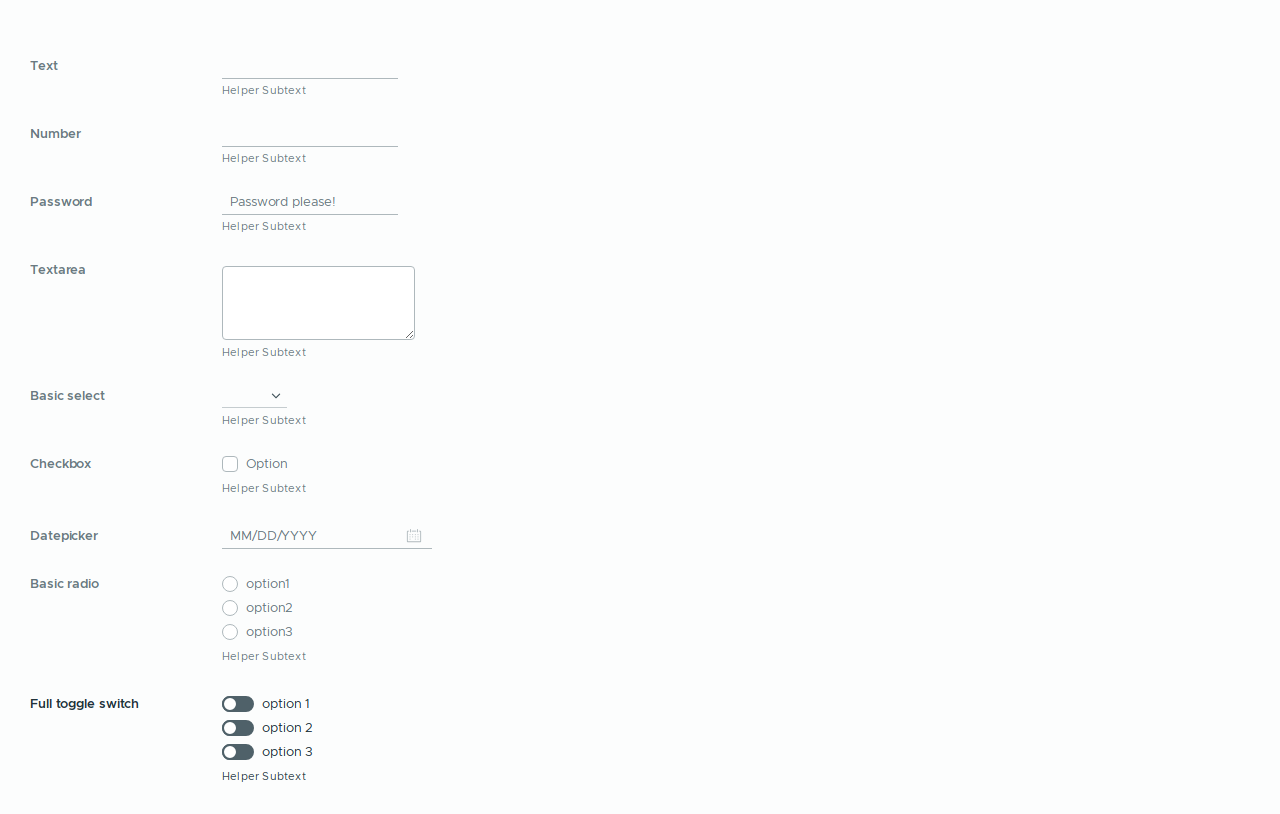 Text
Helper Subtext
Number
Helper Subtext
Password
Password please!
Helper Subtext
Textarea
Helper Subtext
Basic select
Helper Subtext
Checkbox
Option
Helper Subtext
Datepicker
MM/DD/YYYY
Basic radio
option1
option2
option3
Helper Subtext
Full toggle switch
option 1
option 2
option 3
Helper Subtext